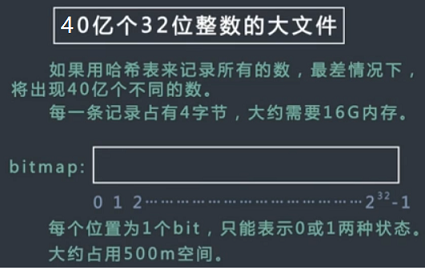 40亿个32位整数的大文件
如果用哈希表来记录所有的数，最差情况下，
将出现40亿个不同的数。
每一条记录占有4字节，大约需要16G内存。
bitmap:
0 1 2⋯⋯⋯⋯⋯⋯⋯⋯⋯⋯⋯⋯2³²-1
每个位置为1个bit，只能表示0或1两种状态。
大约占用500m空间。